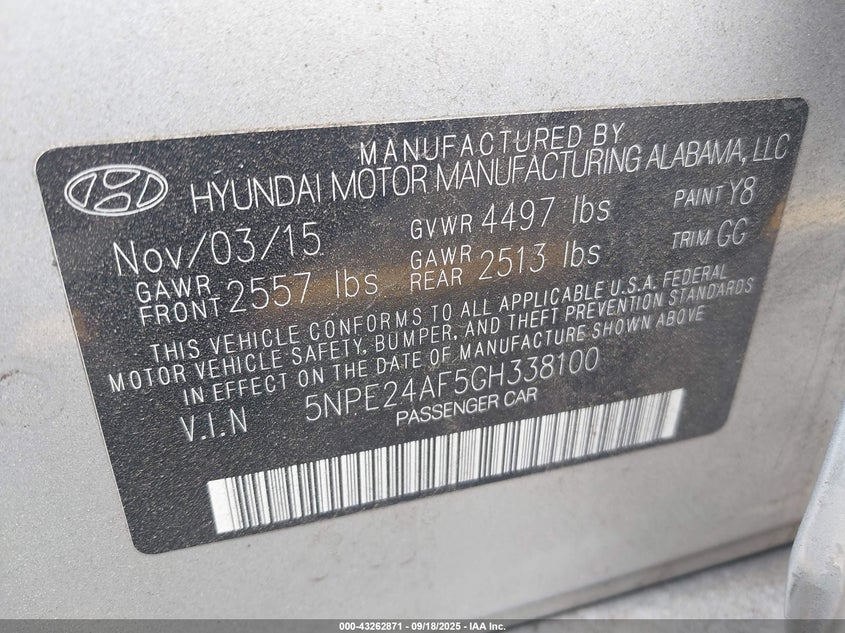 MANUFACTURED BY
HYUNDAI MOTOR MANUFACTURING ALABAMA, LLC
Nov/03/15 GVWR 4497 lbs PAINT Y8
GAWR FRONT 2557 lbs GAWR REAR 2513 lbs TRIM GG
THIS VEHICLE CONFORMS TO ALL APPLICABLE U.S.A. FEDERAL
MOTOR VEHICLE SAFETY, BUMPER, AND THEFT PREVENTION STANDARDS
IN EFFECT ON THE DATE OF MANUFACTURE SHOWN ABOVE
V.I.N 5NPE24AF5GH338100
PASSENGER CAR
000-43262871 - 09/18/2025 - IAA Inc.